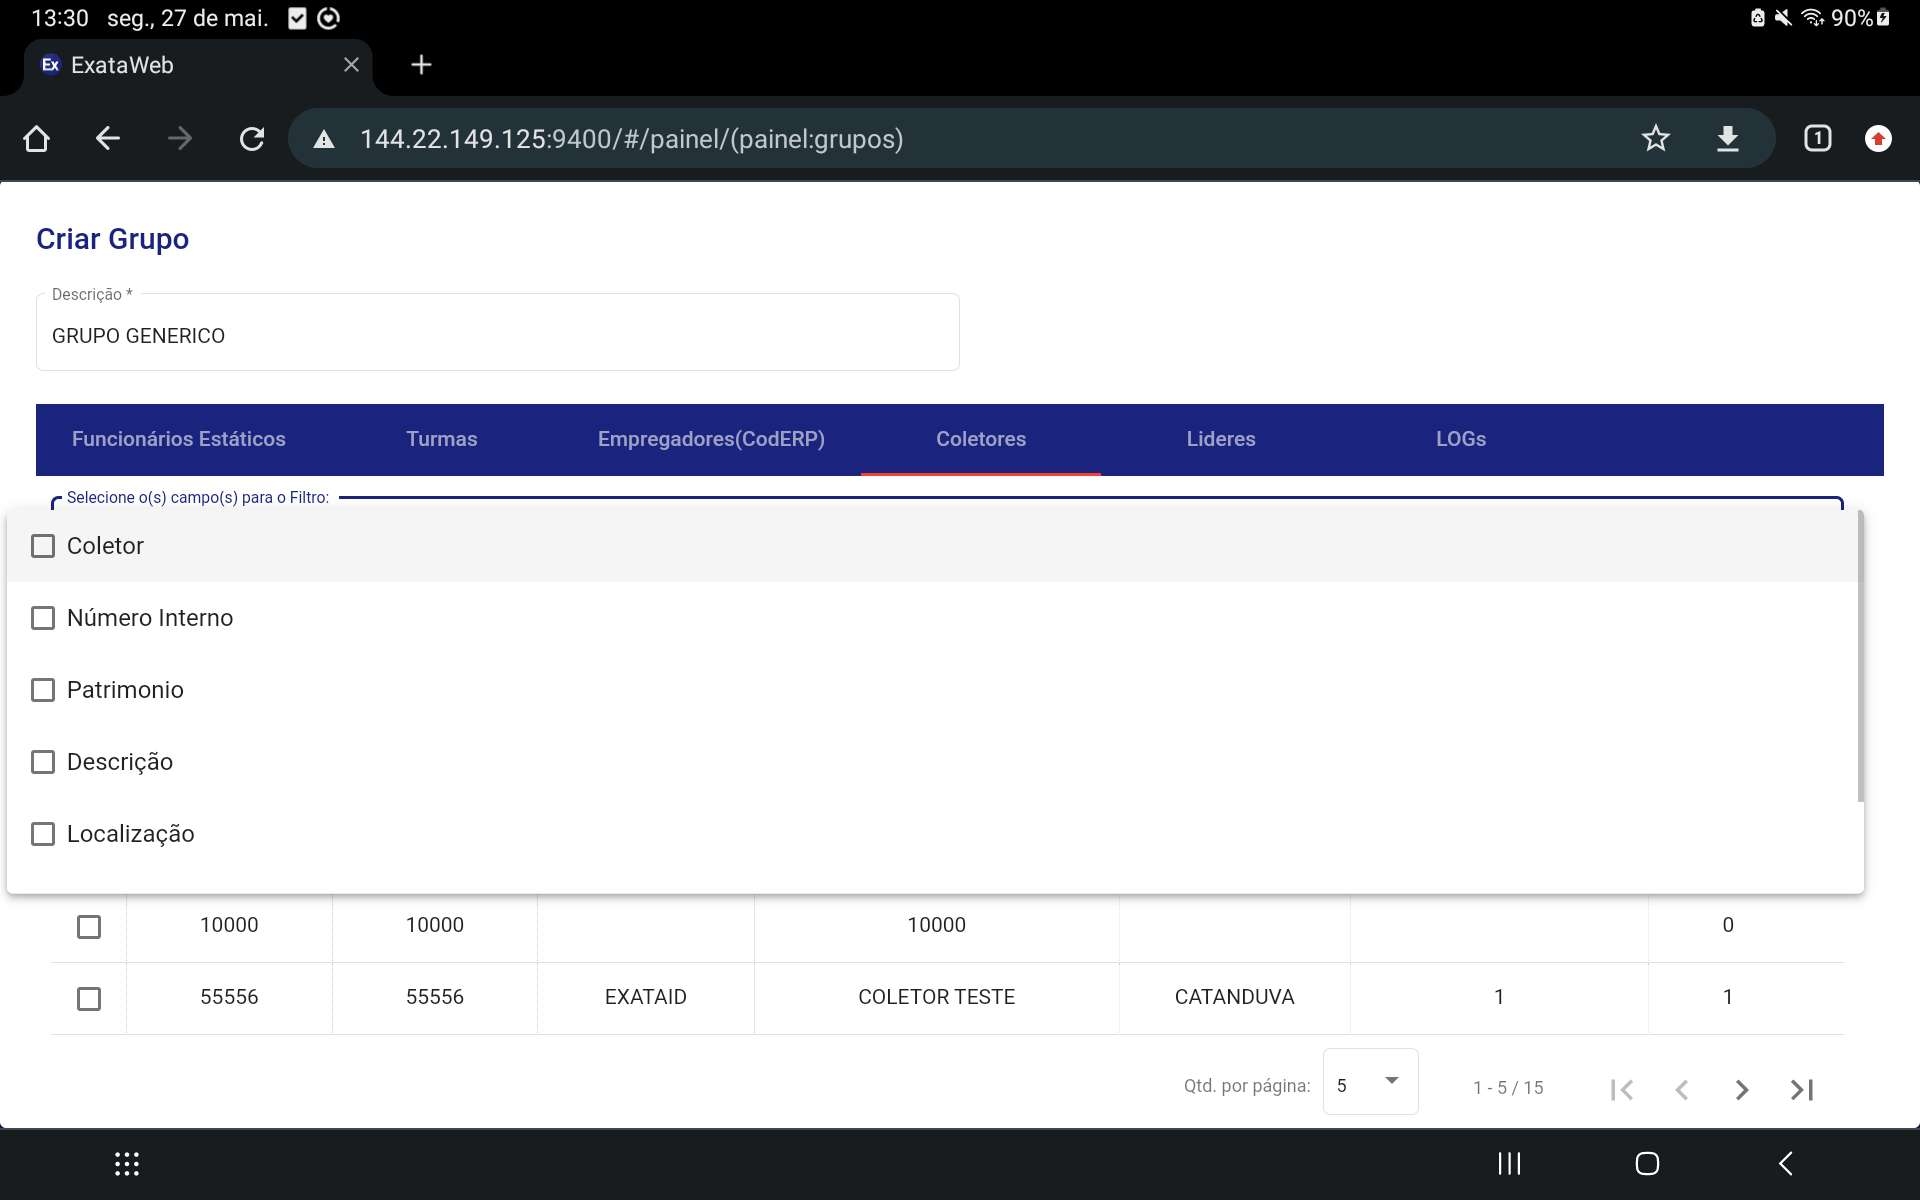 13:30 seg., 27 de mai. 90%
Ex ExataWeb
144.22.149.125:9400/#/painel/(painel:grupos) 1
Criar Grupo
Descrição *
GRUPO GENERICO
Funcionários Estáticos Turmas Empregadores(CodERP) Coletores Lideres LOGs
Selecione o(s) campo(s) para o Filtro:
Coletor
Número Interno
Patrimonio
Descrição
Localização
10000 10000 10000 0
55556 55556 EXATAID COLETOR TESTE CATANDUVA 1 1
Qtd. por página: 5 1 - 5 / 15